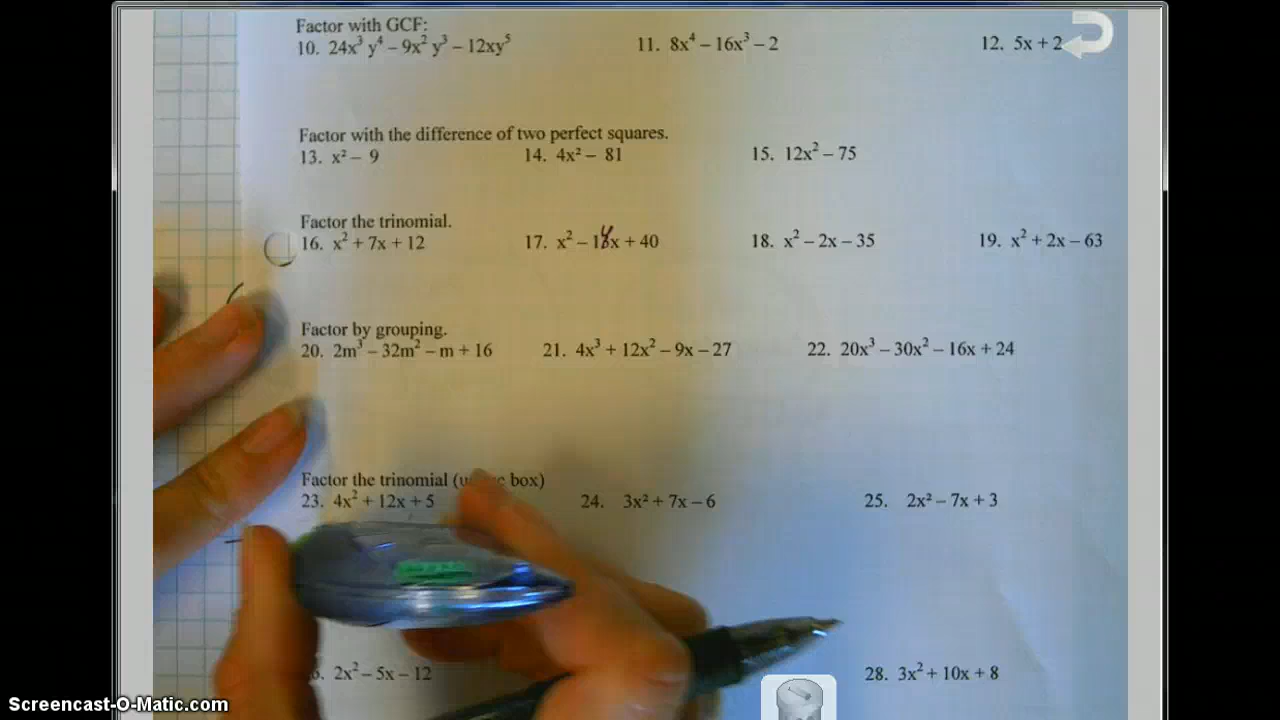 Factor with GCF:
10. 24x³ y⁴ – 9x² y³ – 12xy⁵ 11. 8x⁴ – 16x³ – 2 12. 5x + 2
Factor with the difference of two perfect squares.
13. x² – 9 14. 4x² – 81 15. 12x² – 75
Factor the trinomial.
16. x² + 7x + 12 17. x² – 14x + 40 18. x² – 2x – 35 19. x² + 2x – 63
Factor by grouping.
20. 2m³ – 32m² – m + 16 21. 4x³ + 12x² – 9x – 27 22. 20x³ – 30x² – 16x + 24
Factor the trinomial box)
23. 4x² + 12x + 5 24. 3x² + 7x – 6 25. 2x² – 7x + 3
2x² – 5x – 12 28. 3x² + 10x + 8
Screencast-O-Matic.com